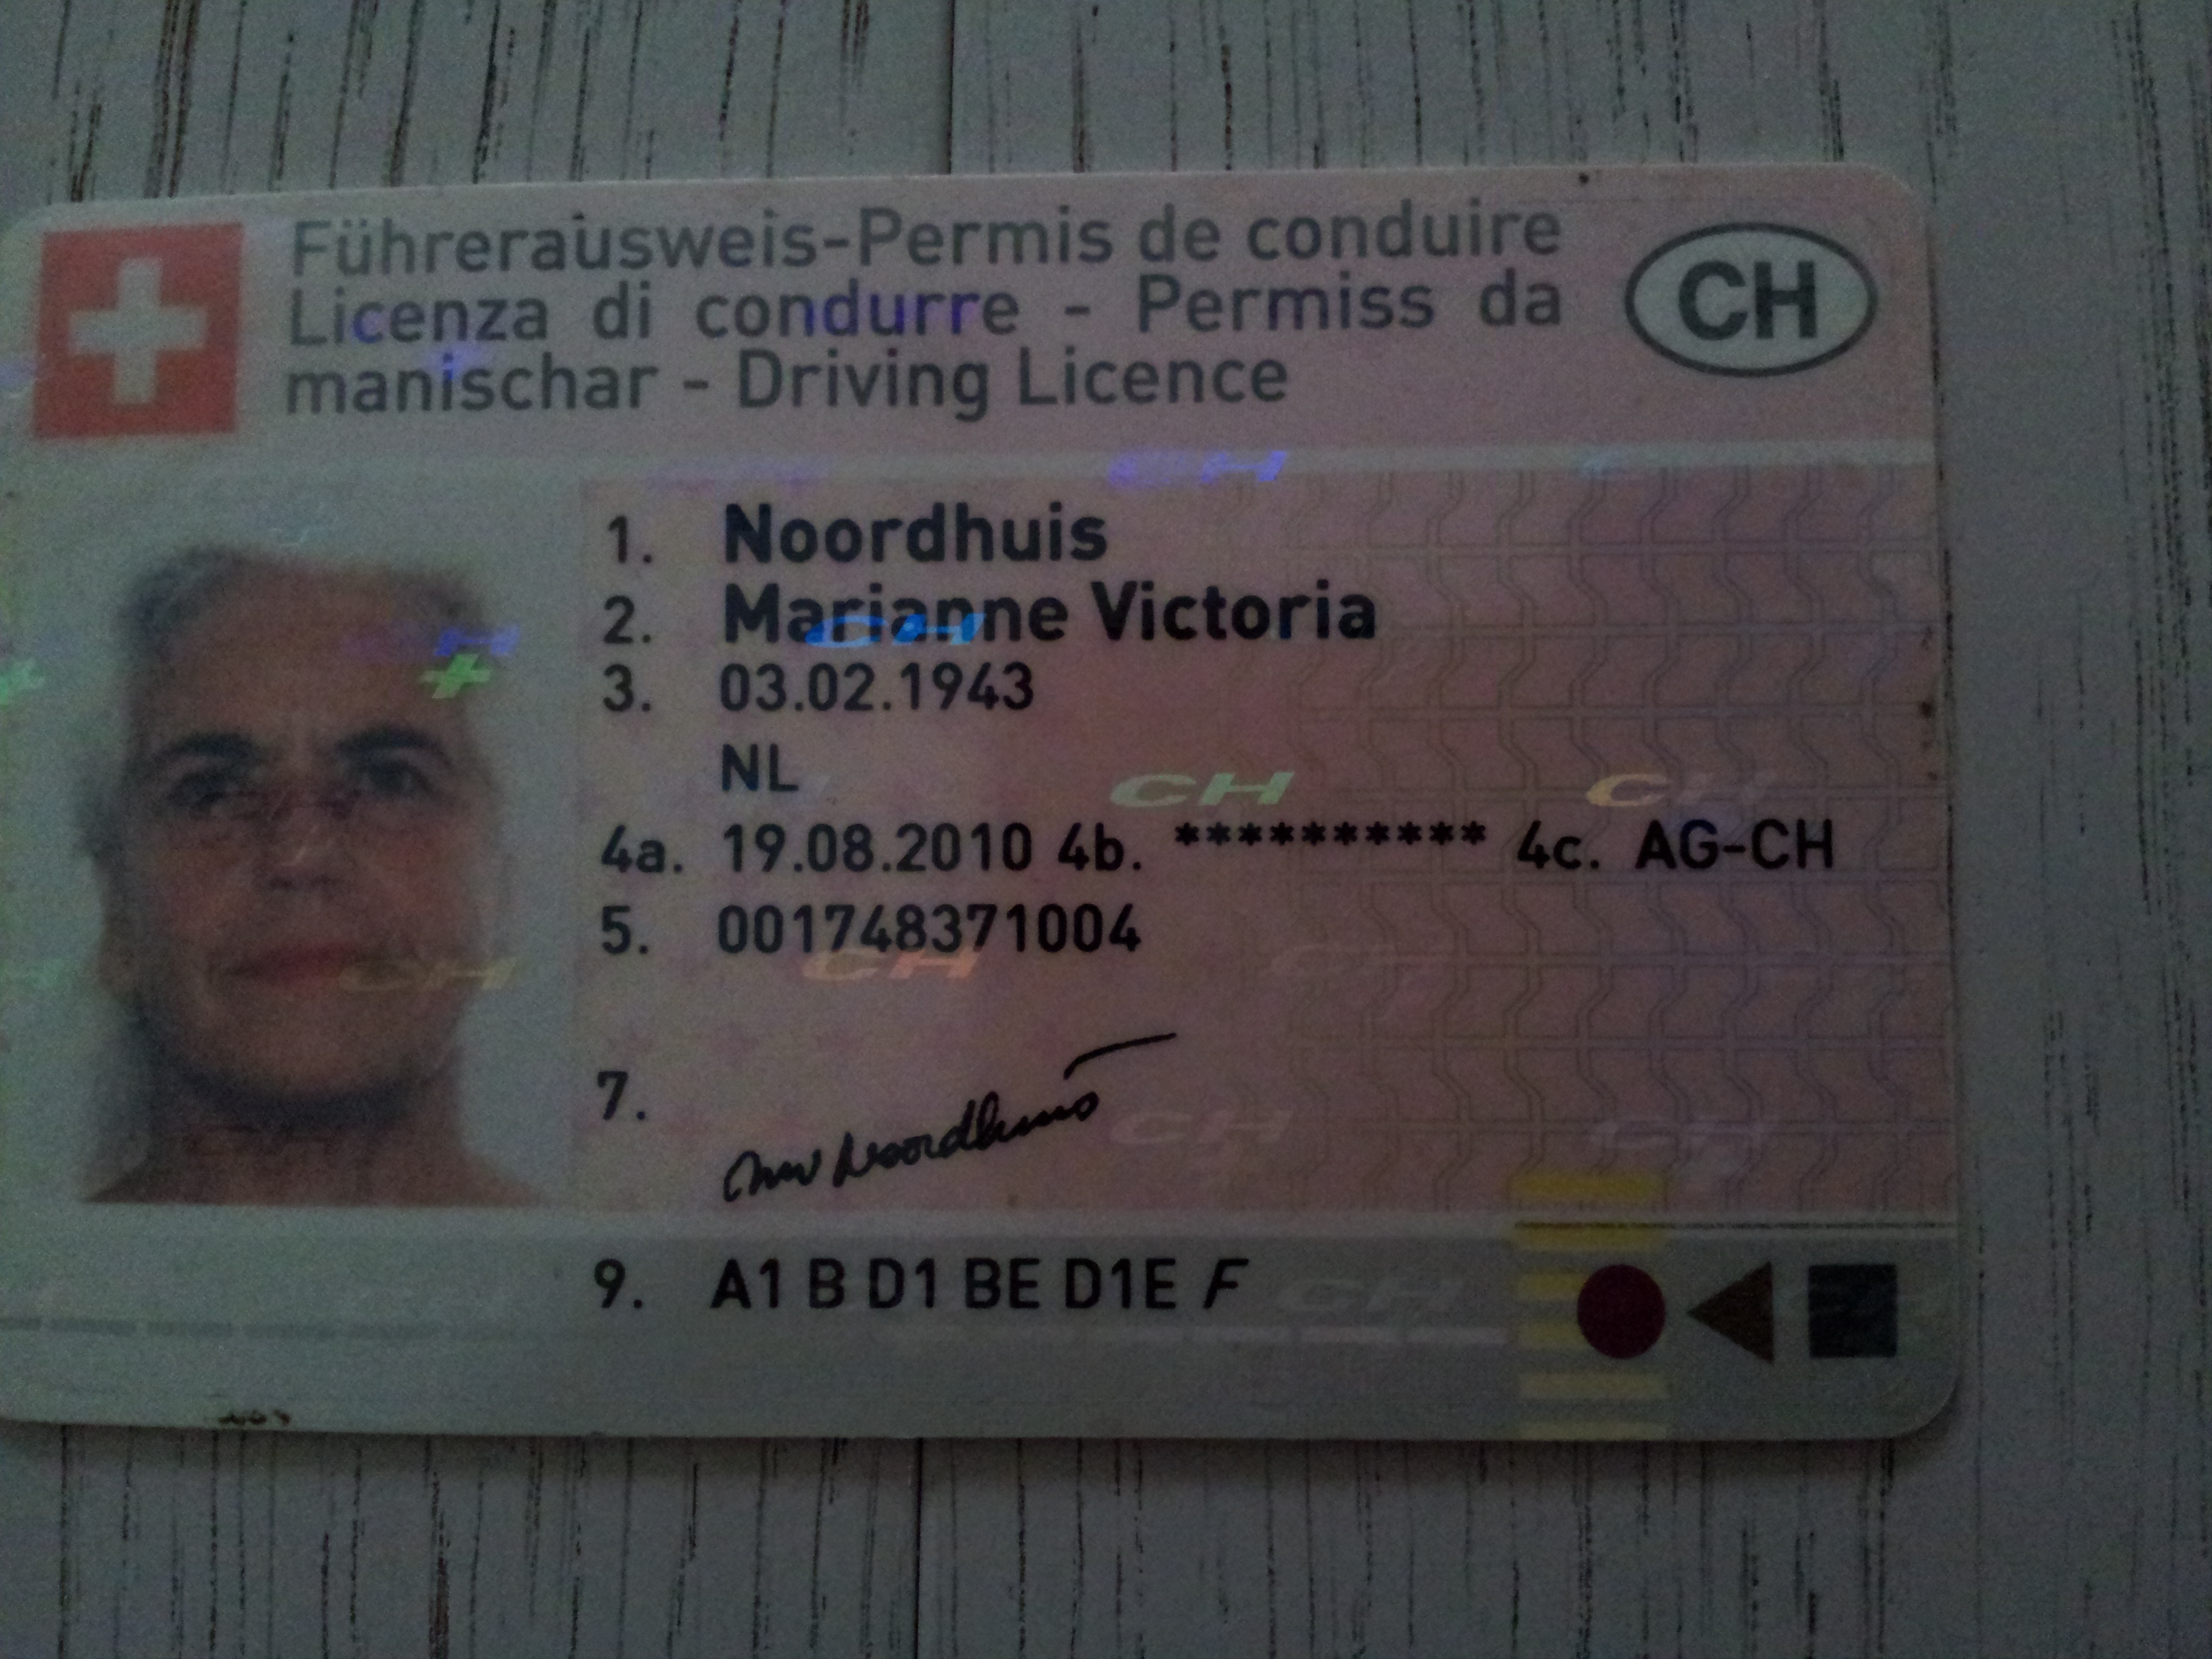 Führerausweis-Permis de conduire
Licenza di condurre - Permiss da
manischar - Driving Licence
CH
1. Noordhuis
2. Marianne Victoria
3. 03.02.1943
NL
4a. 19.08.2010 4b. ********** 4c. AG-CH
5. 001748371004
7.
9. A1 B D1 BE D1E F